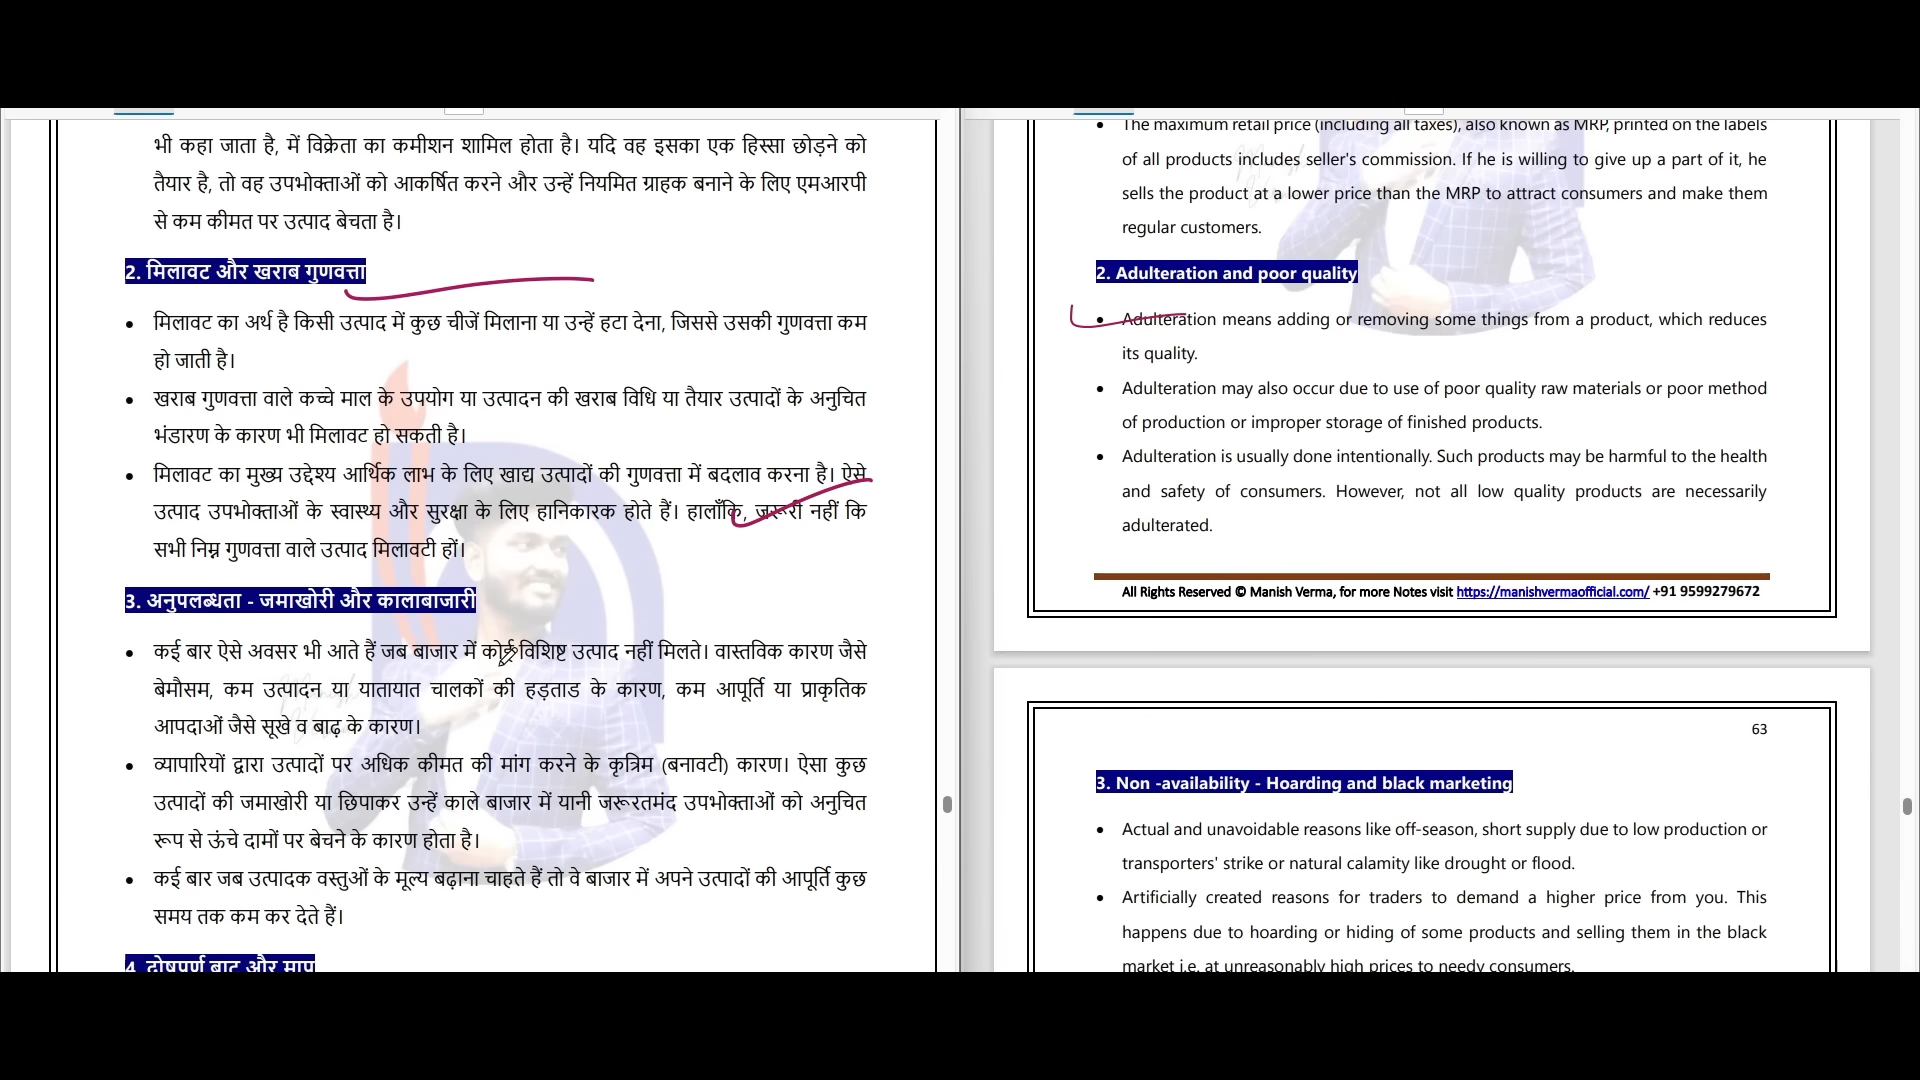 भी कहा जाता है, में विक्रेता का कमीशन शामिल होता है। यदि वह इसका एक हिस्सा छोड़ने को
तैयार है, तो वह उपभोक्ताओं को आकर्षित करने और उन्हें नियमित ग्राहक बनाने के लिए एमआरपी
से कम कीमत पर उत्पाद बेचता है।
2. मिलावट और खराब गुणवत्ता
• मिलावट का अर्थ है किसी उत्पाद में कुछ चीजें मिलाना या उन्हें हटा देना, जिससे उसकी गुणवत्ता कम
हो जाती है।
• खराब गुणवत्ता वाले कच्चे माल के उपयोग या उत्पादन की खराब विधि या तैयार उत्पादों के अनुचित
भंडारण के कारण भी मिलावट हो सकती है।
• मिलावट का मुख्य उद्देश्य आर्थिक लाभ के लिए खाद्य उत्पादों की गुणवत्ता में बदलाव करना है। ऐसे
उत्पाद उपभोक्ताओं के स्वास्थ्य और सुरक्षा के लिए हानिकारक होते हैं। हालाँकि, जरूरी नहीं कि
सभी निम्न गुणवत्ता वाले उत्पाद मिलावटी हों।
3. अनुपलब्धता - जमाखोरी और कालाबाजारी
• कई बार ऐसे अवसर भी आते हैं जब बाजार में कोई विशिष्ट उत्पाद नहीं मिलते। वास्तविक कारण जैसे
बेमौसम, कम उत्पादन या यातायात चालकों की हड़ताड के कारण, कम आपूर्ति या प्राकृतिक
आपदाओं जैसे सूखे व बाढ़ के कारण।
• व्यापारियों द्वारा उत्पादों पर अधिक कीमत की मांग करने के कृत्रिम (बनावटी) कारण। ऐसा कुछ
उत्पादों की जमाखोरी या छिपाकर उन्हें काले बाजार में यानी जरूरतमंद उपभोक्ताओं को अनुचित
रूप से ऊंचे दामों पर बेचने के कारण होता है।
• कई बार जब उत्पादक वस्तुओं के मूल्य बढ़ाना चाहते हैं तो वे बाजार में अपने उत्पादों की आपूर्ति कुछ
समय तक कम कर देते हैं।
4. दोषपूर्ण बाट और माप
• The maximum retail price (including all taxes), also known as MRP, printed on the labels
of all products includes seller's commission. If he is willing to give up a part of it, he
sells the product at a lower price than the MRP to attract consumers and make them
regular customers.
2. Adulteration and poor quality
• Adulteration means adding or removing some things from a product, which reduces
its quality.
• Adulteration may also occur due to use of poor quality raw materials or poor method
of production or improper storage of finished products.
• Adulteration is usually done intentionally. Such products may be harmful to the health
and safety of consumers. However, not all low quality products are necessarily
adulterated.
All Rights Reserved © Manish Verma, for more Notes visit https://manishvermaofficial.com/ +91 9599279672
63
3. Non -availability - Hoarding and black marketing
• Actual and unavoidable reasons like off-season, short supply due to low production or
transporters' strike or natural calamity like drought or flood.
• Artificially created reasons for traders to demand a higher price from you. This
happens due to hoarding or hiding of some products and selling them in the black
market i.e. at unreasonably high prices to needy consumers.